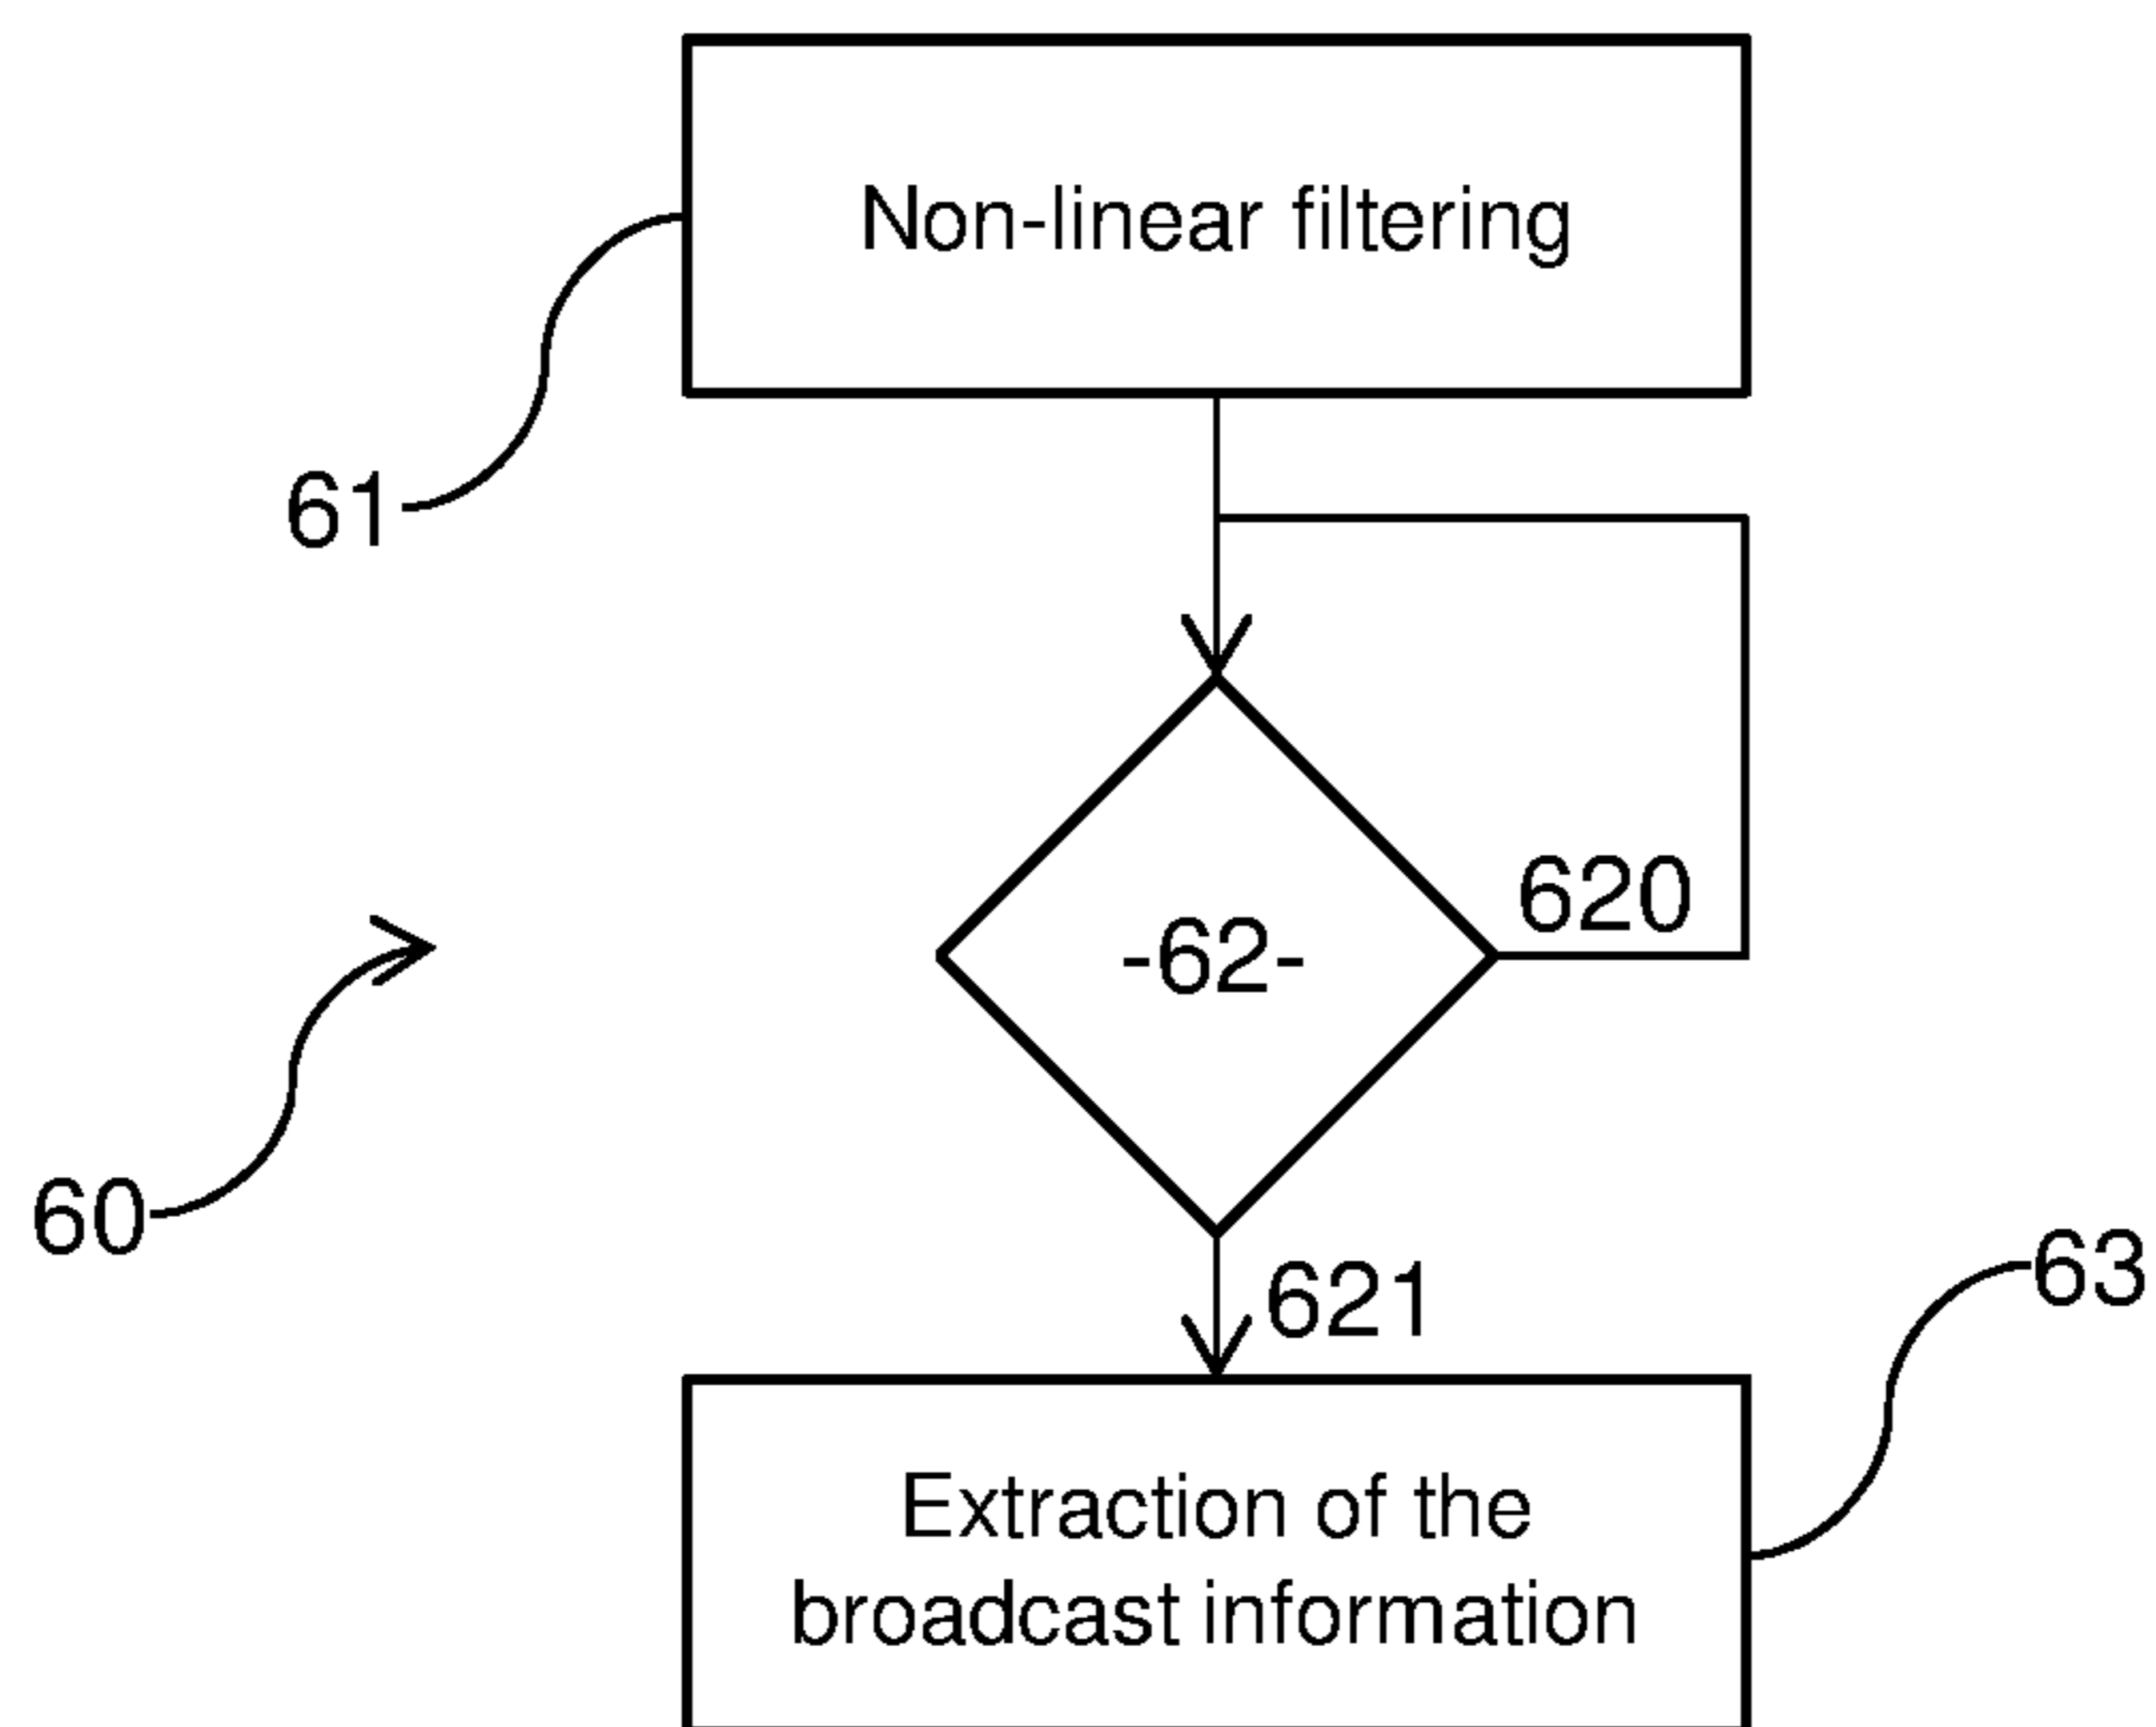 Non-linear filtering
61
620
-62-
60
621
63
Extraction of the
broadcast information